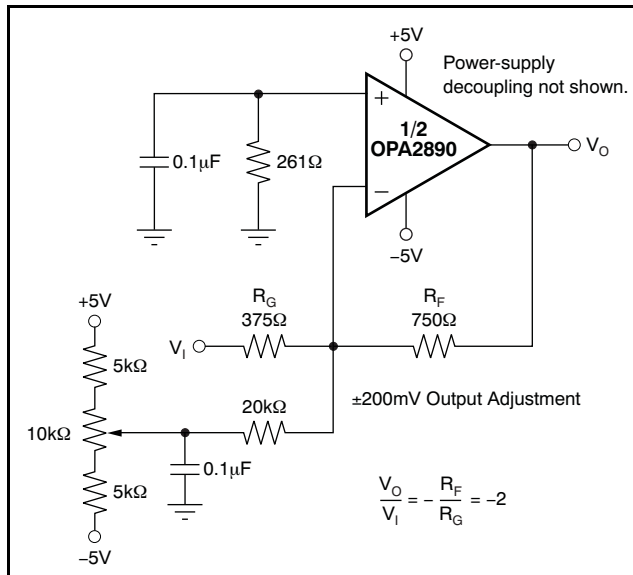 +5V
Power-supply
decoupling not shown.
+
1/2
OPA2890
−
0.1μF
261Ω
V_O
−5V
+5V
R_G
375Ω
R_F
750Ω
V_I
5kΩ
±200mV Output Adjustment
20kΩ
10kΩ
0.1μF
5kΩ
−5V
V_O/V_I = − R_F/R_G = −2